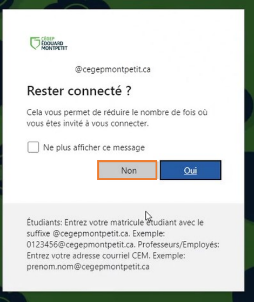 CÉGEP
ÉDOUARD
MONTPETIT
@cegepmontpetit.ca
Rester connecté ?
Cela vous permet de réduire le nombre de fois où
vous êtes invité à vous connecter.
Ne plus afficher ce message
Non Oui
Étudiants: Entrez votre matricule étudiant avec le
suffixe @cegepmontpetit.ca. Exemple:
0123456@cegepmontpetit.ca. Professeurs/Employés:
Entrez votre adresse courriel CEM. Exemple:
prenom.nom@cegepmontpetit.ca